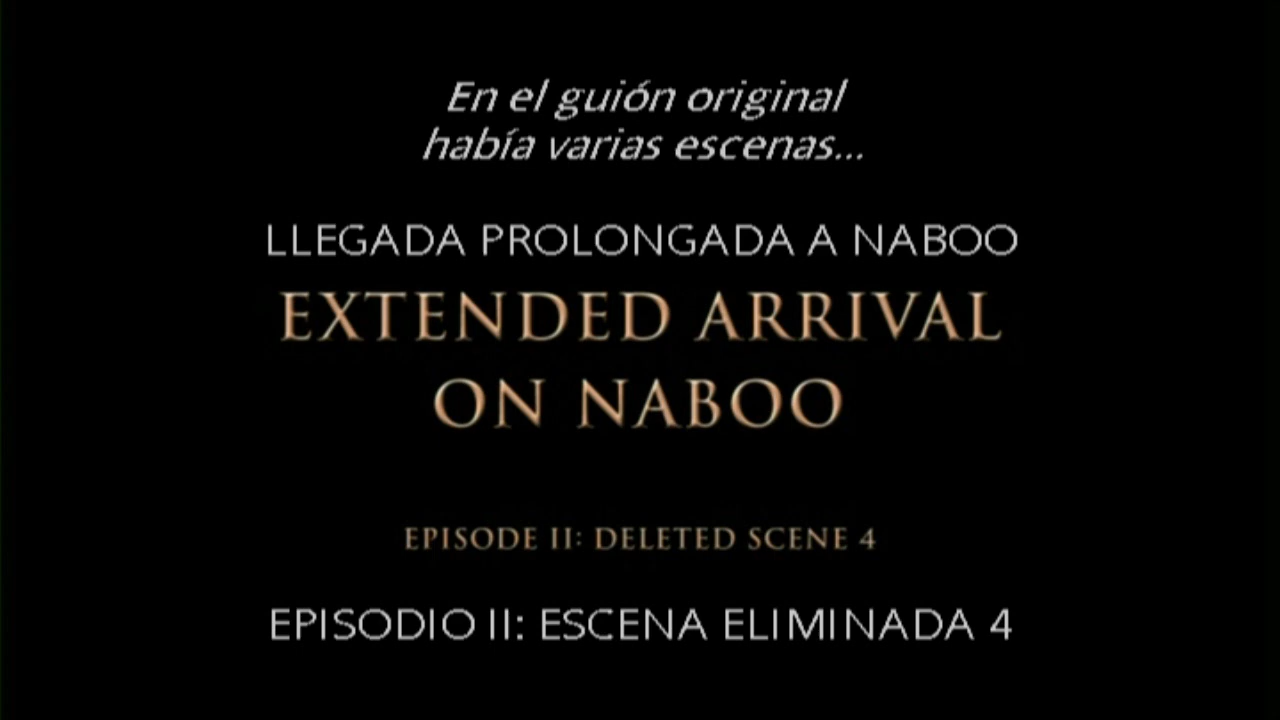 En el guión original
había varias escenas...
LLEGADA PROLONGADA A NABOO
EXTENDED ARRIVAL
ON NABOO
EPISODE II: DELETED SCENE 4
EPISODIO II: ESCENA ELIMINADA 4